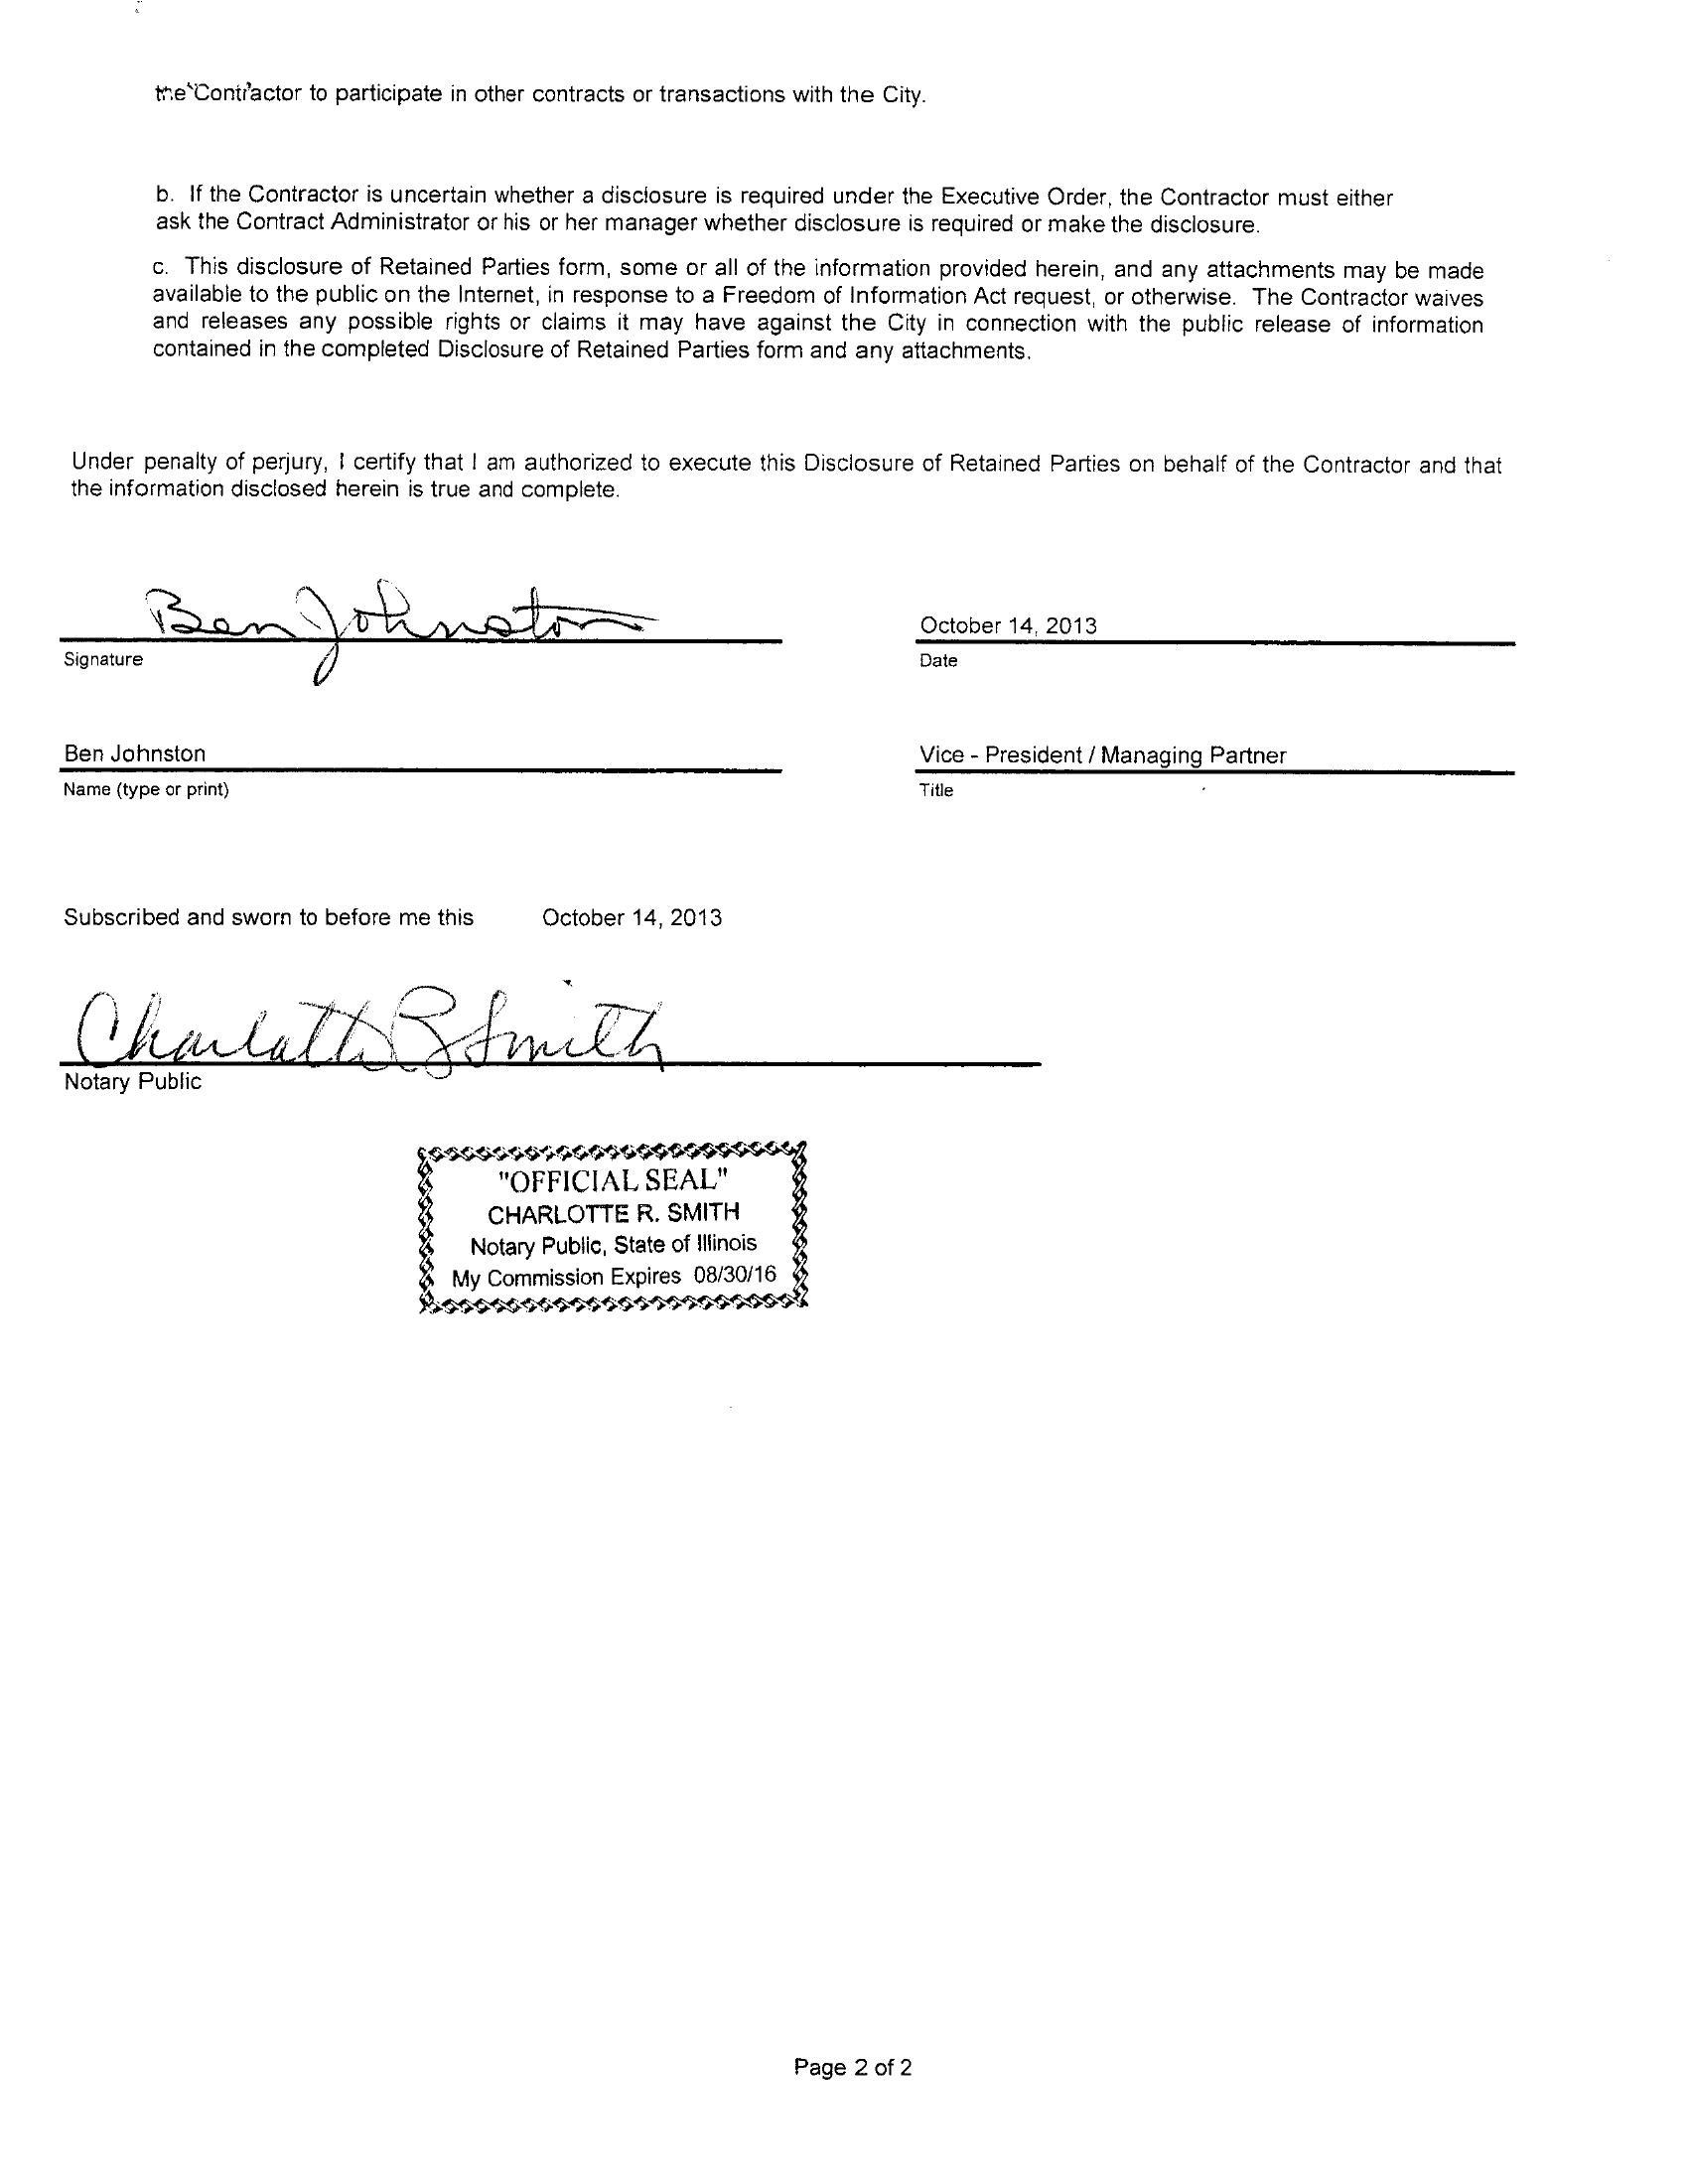 the Contractor to participate in other contracts or transactions with the City.
b. If the Contractor is uncertain whether a disclosure is required under the Executive Order, the Contractor must either
ask the Contract Administrator or his or her manager whether disclosure is required or make the disclosure.
c. This disclosure of Retained Parties form, some or all of the information provided herein, and any attachments may be made
available to the public on the Internet, in response to a Freedom of Information Act request, or otherwise. The Contractor waives
and releases any possible rights or claims it may have against the City in connection with the public release of information
contained in the completed Disclosure of Retained Parties form and any attachments.
Under penalty of perjury, I certify that I am authorized to execute this Disclosure of Retained Parties on behalf of the Contractor and that
the information disclosed herein is true and complete.
Ben Johnston October 14, 2013
Signature Date
Ben Johnston Vice - President / Managing Partner
Name (type or print) Title
Subscribed and sworn to before me this October 14, 2013
Charlotte R Smith
Notary Public
"OFFICIAL SEAL"
CHARLOTTE R. SMITH
Notary Public, State of Illinois
My Commission Expires 08/30/16
Page 2 of 2